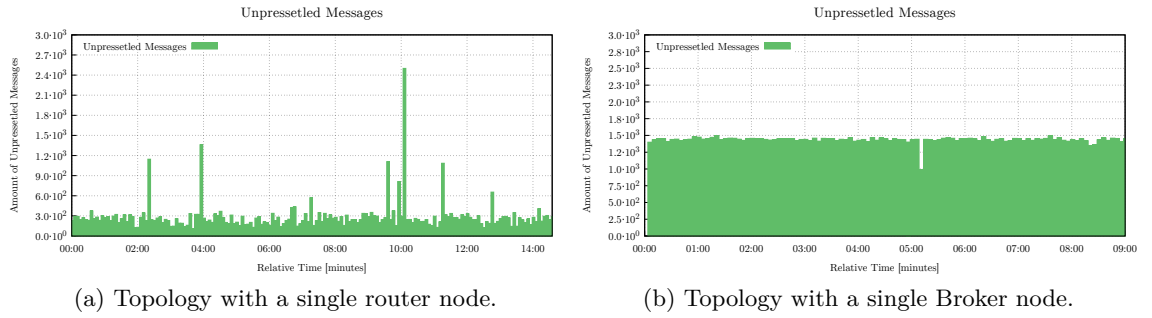 Unpressetled Messages
Unpressetled Messages
3.0·10³
2.7·10³
2.4·10³
2.1·10³
1.8·10³
1.5·10³
1.2·10³
9.0·10²
6.0·10²
3.0·10²
0.0·10⁰
Amount of Unpressetled Messages
00:00 02:00 04:00 06:00 08:00 10:00 12:00 14:00
Relative Time [minutes]
(a) Topology with a single router node.
Unpressetled Messages
Unpressetled Messages
3.0·10³
2.8·10³
2.5·10³
2.3·10³
2.0·10³
1.8·10³
1.5·10³
1.2·10³
1.0·10³
7.5·10²
5.0·10²
2.5·10²
0.0·10⁰
Amount of Unpressetled Messages
00:00 01:00 02:00 03:00 04:00 05:00 06:00 07:00 08:00 09:00
Relative Time [minutes]
(b) Topology with a single Broker node.